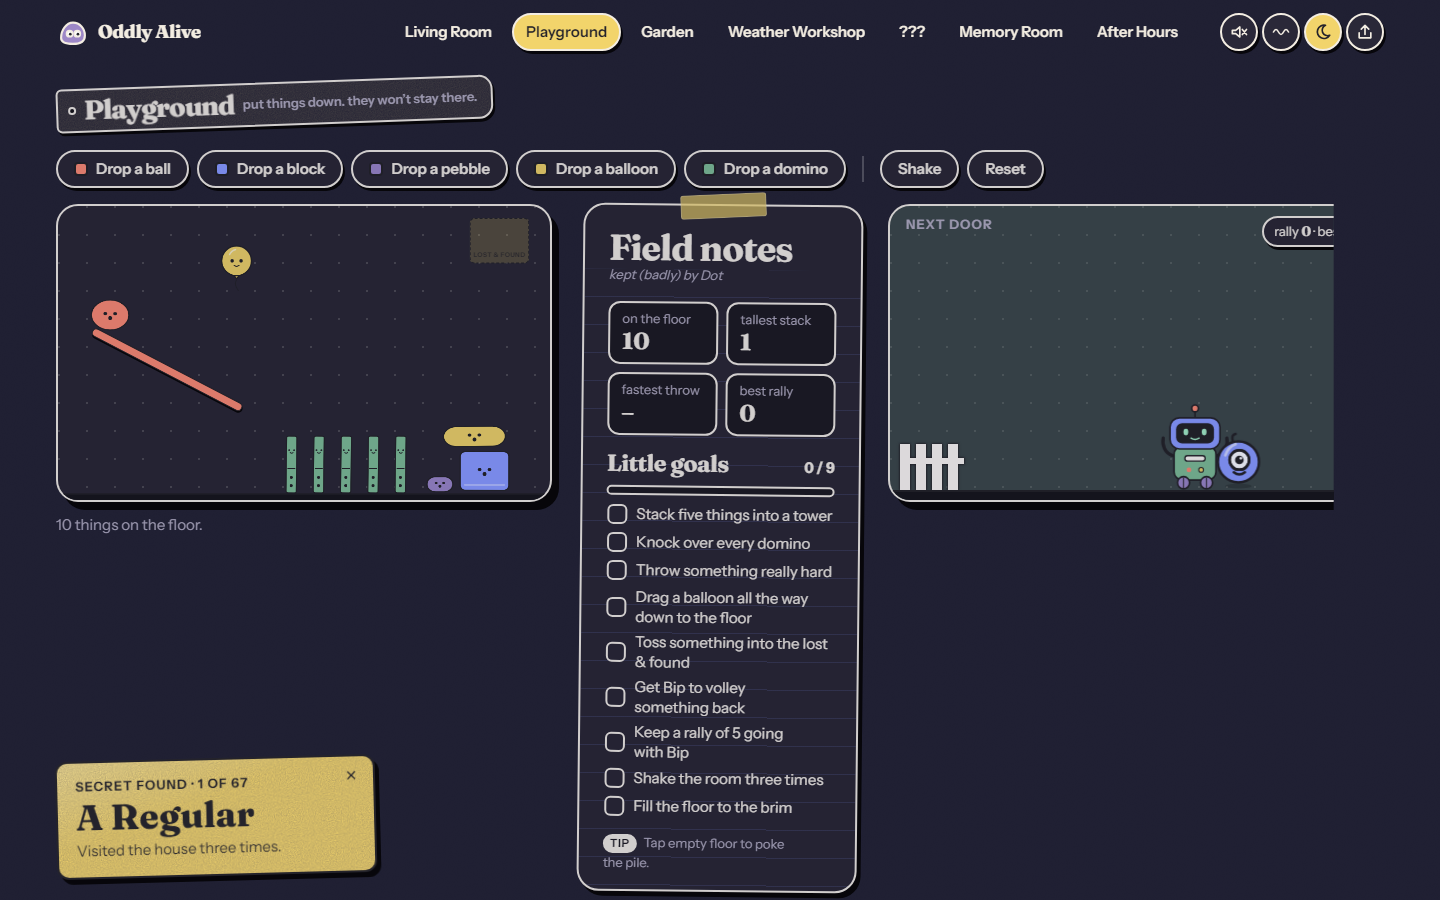 Oddly Alive
Living Room
Playground
Garden
Weather Workshop
???
Memory Room
After Hours
Playground put things down. they won't stay there.
Drop a ball
Drop a block
Drop a pebble
Drop a balloon
Drop a domino
Shake
Reset
LOST & FOUND
10 things on the floor.
Field notes
kept (badly) by Dot
on the floor
10
tallest stack
1
fastest throw
–
best rally
0
Little goals 0 / 9
Stack five things into a tower
Knock over every domino
Throw something really hard
Drag a balloon all the way
down to the floor
Toss something into the lost
& found
Get Bip to volley
something back
Keep a rally of 5 going
with Bip
Shake the room three times
Fill the floor to the brim
TIP Tap empty floor to poke
the pile.
NEXT DOOR
rally 0 · be
SECRET FOUND · 1 OF 67
A Regular
Visited the house three times.